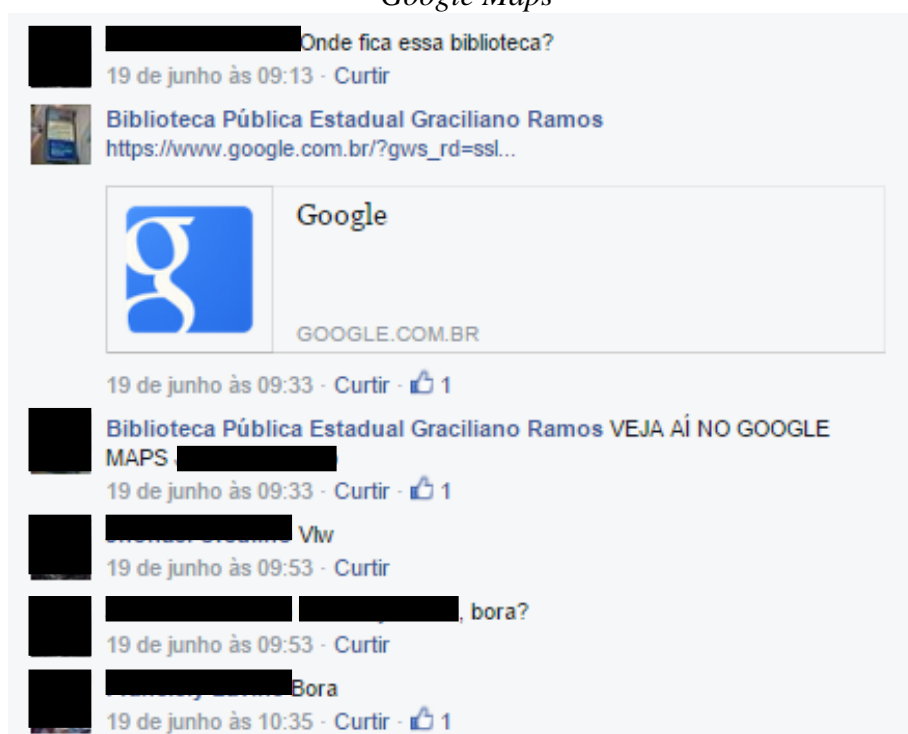 Google Maps
Onde fica essa biblioteca?
19 de junho às 09:13 · Curtir
Biblioteca Pública Estadual Graciliano Ramos
https://www.google.com.br/?gws_rd=ssl...
Google
GOOGLE.COM.BR
19 de junho às 09:33 · Curtir · 1
Biblioteca Pública Estadual Graciliano Ramos VEJA AÍ NO GOOGLE
MAPS
19 de junho às 09:33 · Curtir · 1
Vlw
19 de junho às 09:53 · Curtir
, bora?
19 de junho às 09:53 · Curtir
Bora
19 de junho às 10:35 · Curtir · 1